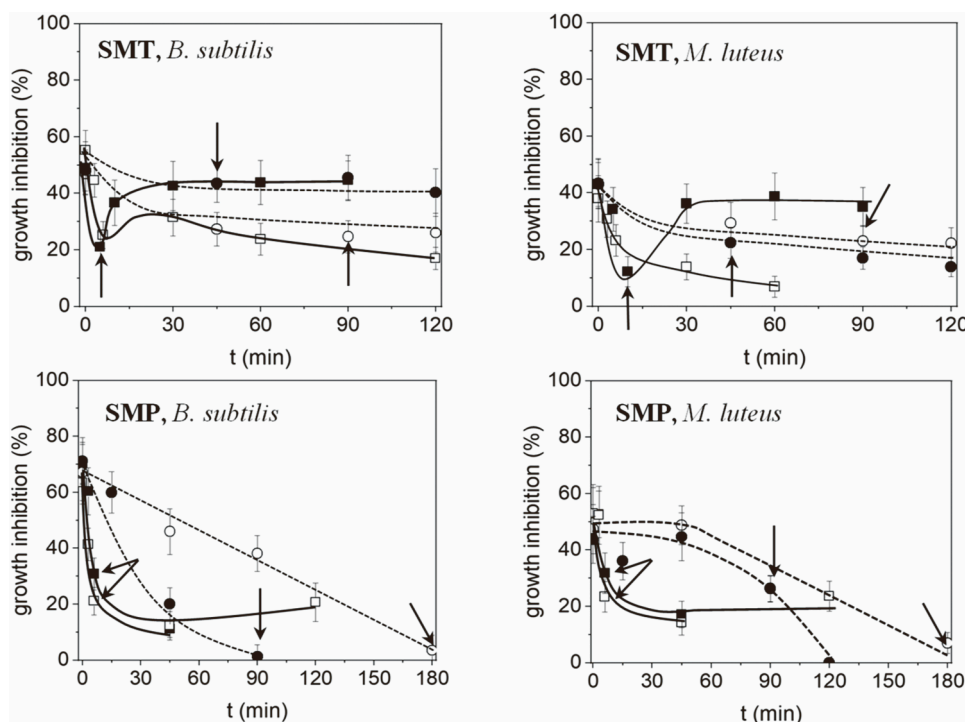 SMT, B. subtilis
growth inhibition (%)
100
80
60
40
20
0
0 30 60 90 120
t (min)
SMT, M. luteus
growth inhibition (%)
100
80
60
40
20
0
0 30 60 90 120
t (min)
SMP, B. subtilis
growth inhibition (%)
100
80
60
40
20
0
0 30 60 90 120 150 180
t (min)
SMP, M. luteus
growth inhibition (%)
100
80
60
40
20
0
0 30 60 90 120 150 180
t (min)